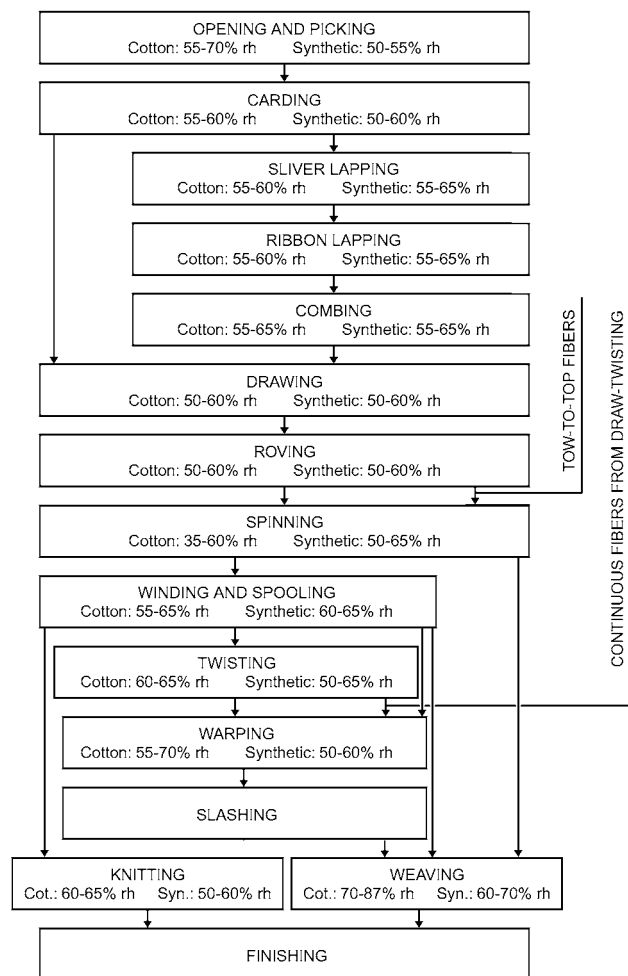 OPENING AND PICKING
Cotton: 55-70% rh Synthetic: 50-55% rh
CARDING
Cotton: 55-60% rh Synthetic: 50-60% rh
SLIVER LAPPING
Cotton: 55-60% rh Synthetic: 55-65% rh
RIBBON LAPPING
Cotton: 55-60% rh Synthetic: 55-65% rh
COMBING
Cotton: 55-65% rh Synthetic: 55-65% rh
DRAWING
Cotton: 50-60% rh Synthetic: 50-60% rh
ROVING
Cotton: 50-60% rh Synthetic: 50-60% rh
TOW-TO-TOP FIBERS
CONTINUOUS FIBERS FROM DRAW-TWISTING
SPINNING
Cotton: 35-60% rh Synthetic: 50-65% rh
WINDING AND SPOOLING
Cotton: 55-65% rh Synthetic: 60-65% rh
TWISTING
Cotton: 60-65% rh Synthetic: 50-65% rh
WARPING
Cotton: 55-70% rh Synthetic: 50-60% rh
SLASHING
KNITTING
Cot.: 60-65% rh Syn.: 50-60% rh
WEAVING
Cot.: 70-87% rh Syn.: 60-70% rh
FINISHING